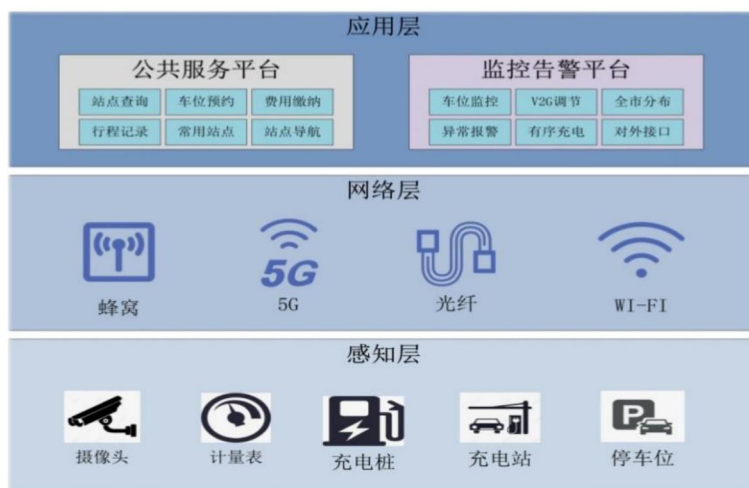 应用层
公共服务平台
站点查询 车位预约 费用缴纳
行程记录 常用站点 站点导航
监控告警平台
车位监控 V2G调节 全市分布
异常报警 有序充电 对外接口
网络层
5G
蜂窝 5G 光纤 WI-FI
感知层
P
摄像头 计量表 充电桩 充电站 停车位